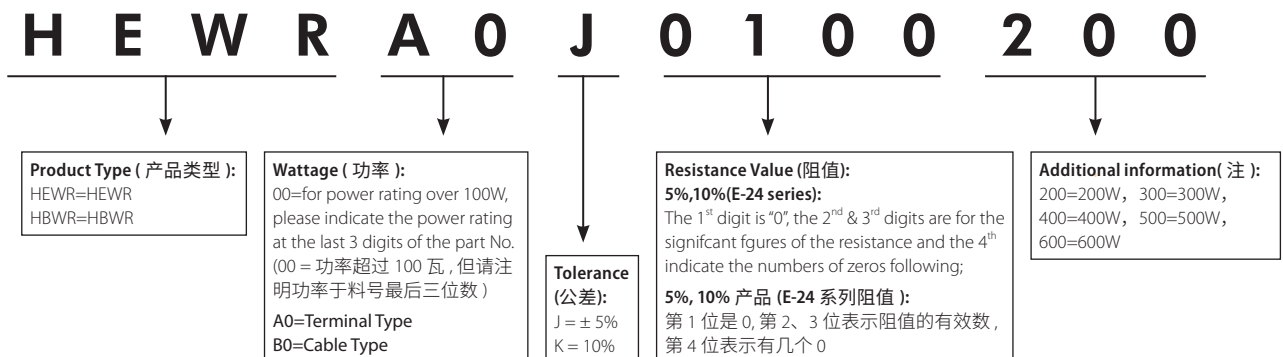 H E W R A 0 J 0 1 0 0 2 0 0
Product Type ( 产品类型 ):
HEWR=HEWR
HBWR=HBWR
Wattage ( 功率 ):
00=for power rating over 100W,
please indicate the power rating
at the last 3 digits of the part No.
(00 = 功率超过 100 瓦 , 但请注
明功率于料号最后三位数 )
A0=Terminal Type
B0=Cable Type
Tolerance
(公差):
J = ± 5%
K = 10%
Resistance Value (阻值):
5%,10%(E-24 series):
The 1st digit is "0", the 2nd & 3rd digits are for the
signifcant fgures of the resistance and the 4th
indicate the numbers of zeros following;
5%, 10% 产品 (E-24 系列阻值 ):
第 1 位是 0, 第 2、3 位表示阻值的有效数 ,
第 4 位表示有几个 0
Additional information( 注 ):
200=200W，300=300W，
400=400W，500=500W，
600=600W